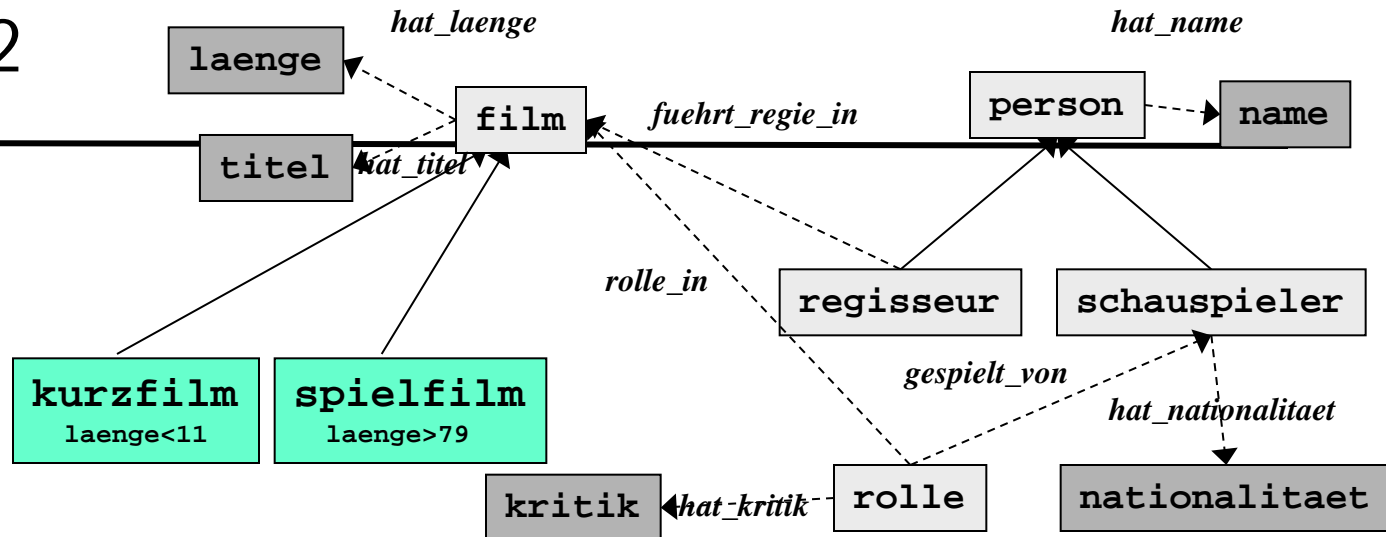 2
hat_laenge
hat_name
laenge
film
fuehrt_regie_in
person
name
titel
hat_titel
rolle_in
regisseur
schauspieler
kurzfilm
laenge<11
spielfilm
laenge>79
gespielt_von
hat_nationalitaet
kritik
hat_kritik
rolle
nationalitaet